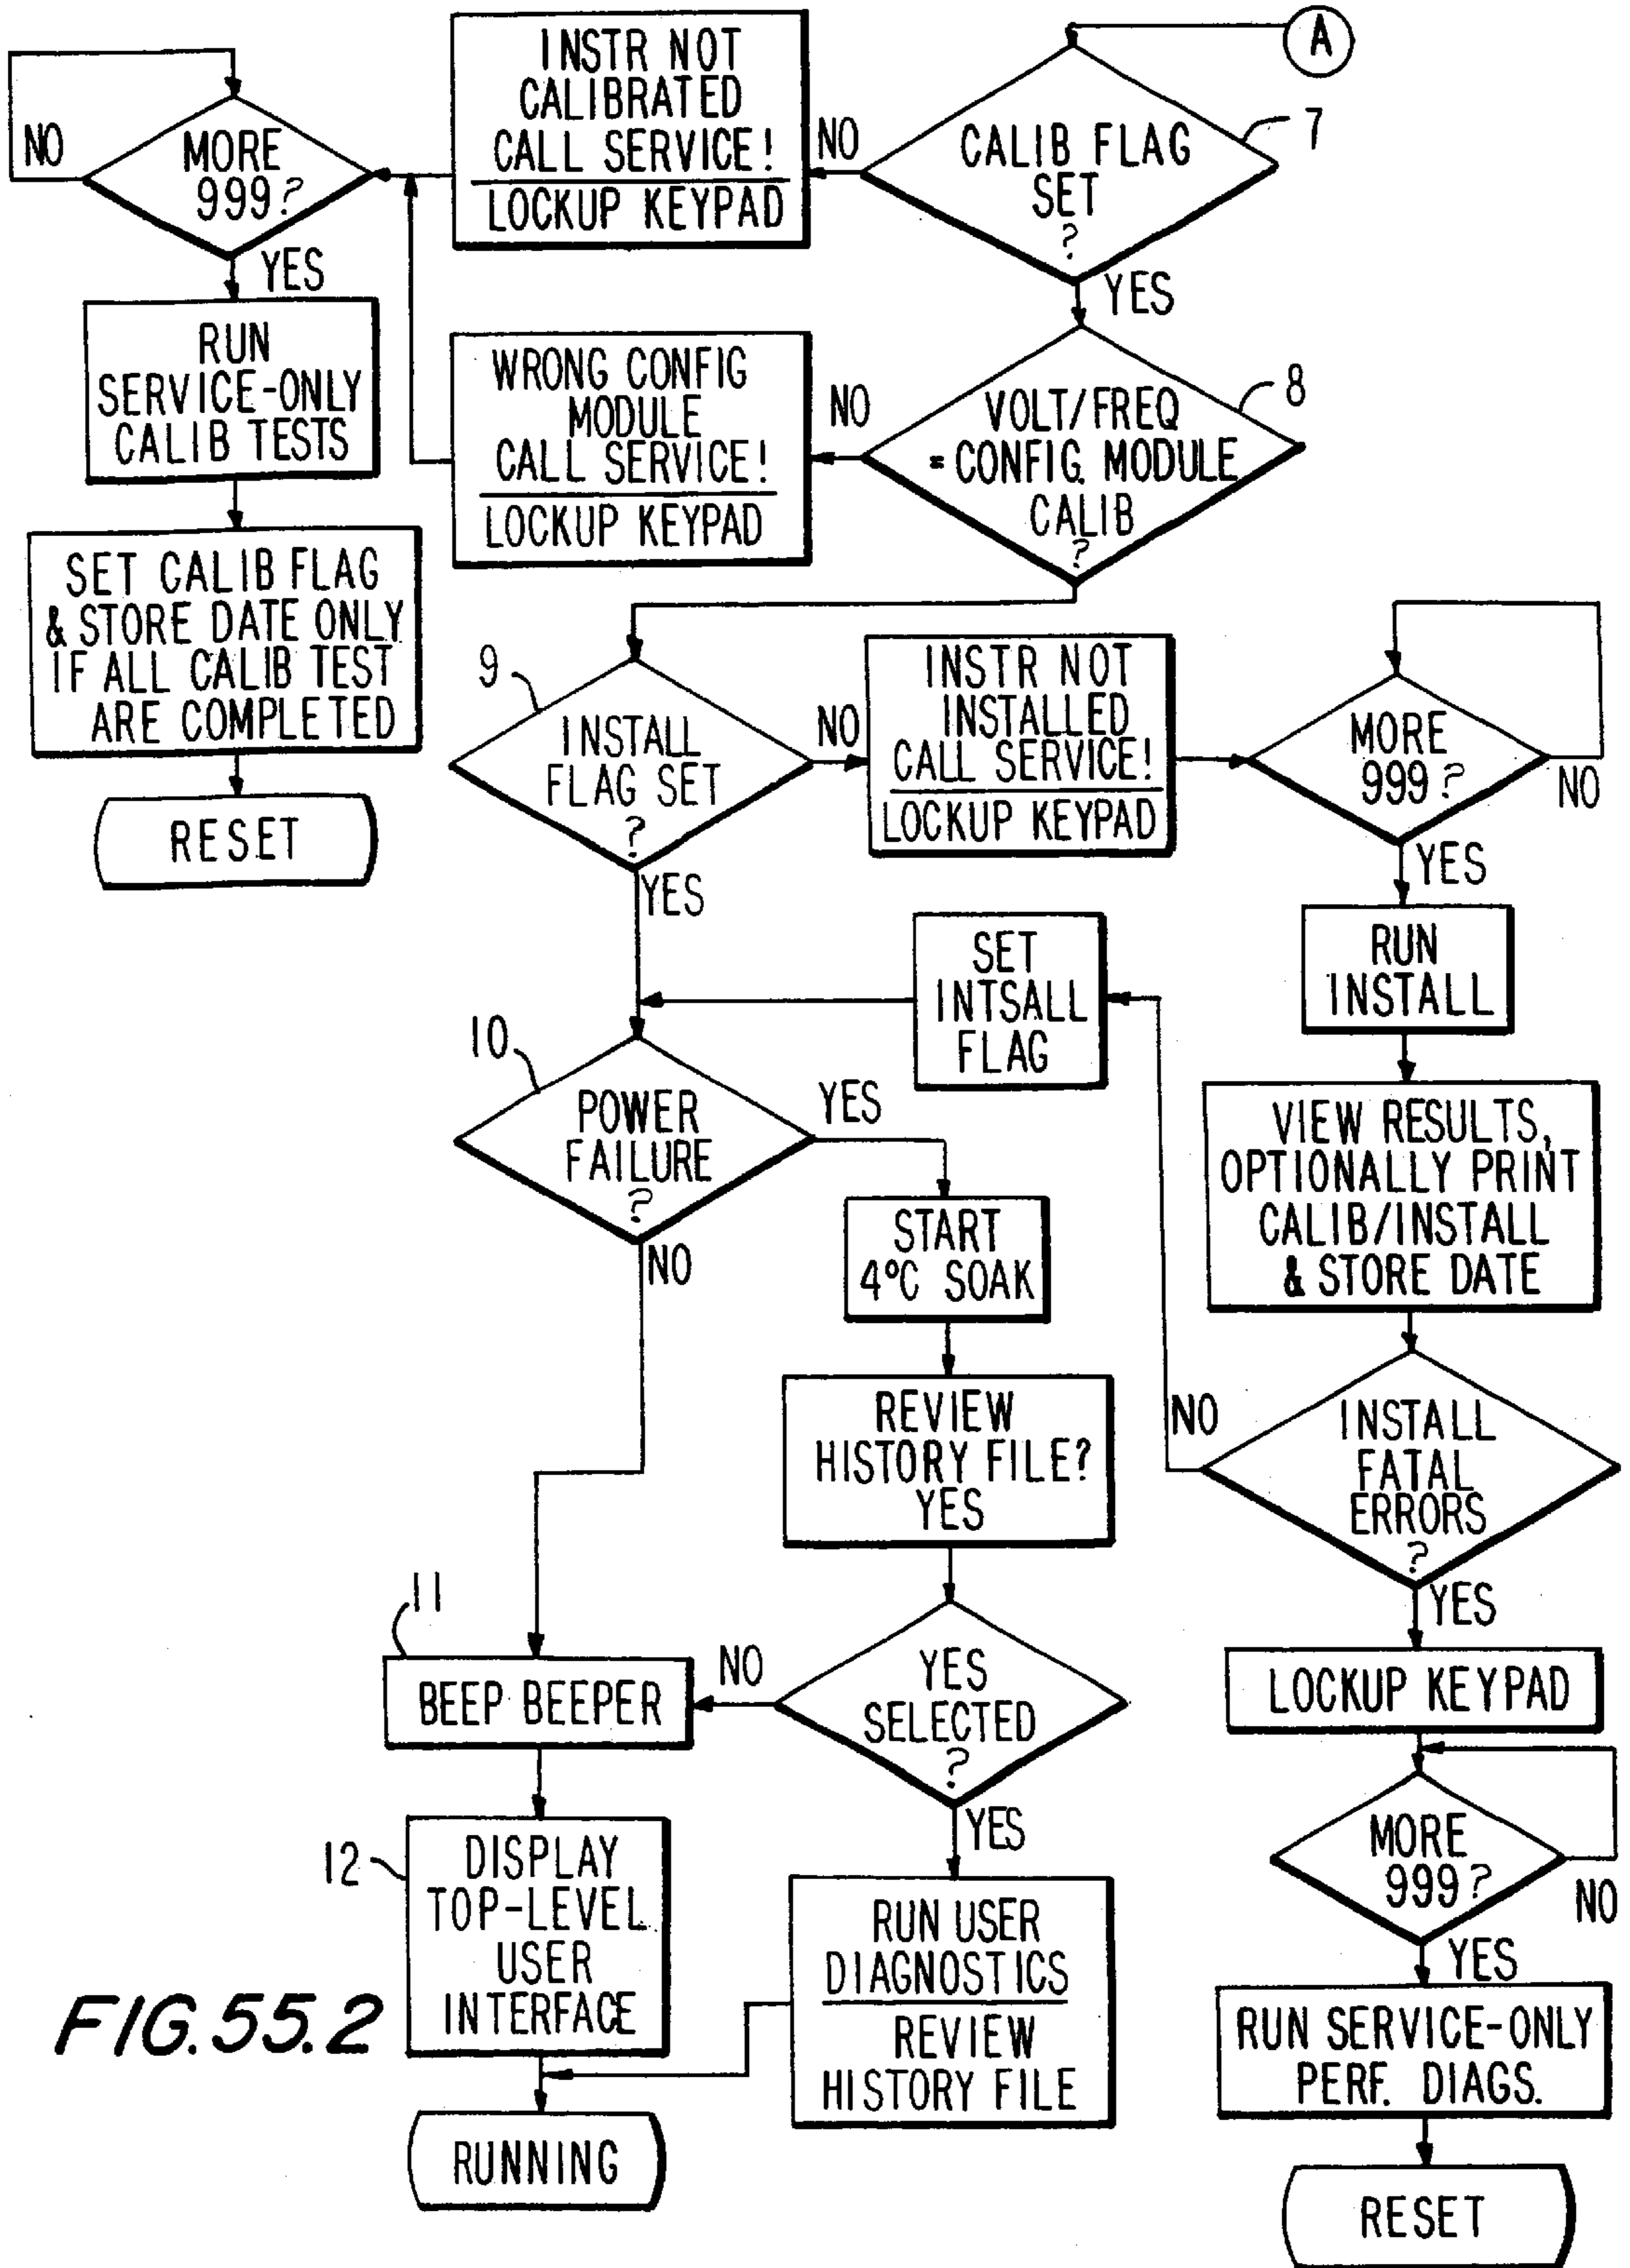 A
INSTR NOT
CALIBRATED
CALL SERVICE!
LOCKUP KEYPAD
NO
CALIB FLAG
SET
?
7
YES
NO
MORE
999?
YES
RUN
SERVICE-ONLY
CALIB TESTS
SET CALIB FLAG
& STORE DATE ONLY
IF ALL CALIB TEST
ARE COMPLETED
RESET
WRONG CONFIG
MODULE
CALL SERVICE!
LOCKUP KEYPAD
NO
VOLT/FREQ
= CONFIG. MODULE
CALIB
?
8
9
INSTALL
FLAG SET
?
NO
YES
INSTR NOT
INSTALLED
CALL SERVICE!
LOCKUP KEYPAD
MORE
999?
NO
YES
RUN
INSTALL
SET
INTSALL
FLAG
10
POWER
FAILURE
?
YES
NO
VIEW RESULTS,
OPTIONALLY PRINT
CALIB/INSTALL
& STORE DATE
START
4°C SOAK
REVIEW
HISTORY FILE?
YES
NO
INSTALL
FATAL
ERRORS
?
YES
11
BEEP BEEPER
NO
YES
SELECTED
?
YES
LOCKUP KEYPAD
MORE
999?
NO
YES
12
DISPLAY
TOP-LEVEL
USER
INTERFACE
RUN USER
DIAGNOSTICS
REVIEW
HISTORY FILE
RUN SERVICE-ONLY
PERF. DIAGS.
FIG.55.2
RUNNING
RESET